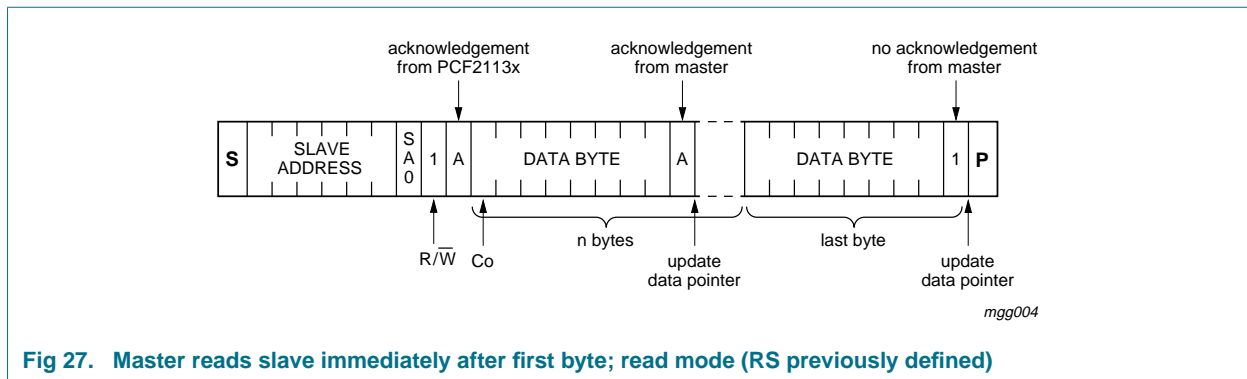 acknowledgement
from PCF2113x
acknowledgement
from master
no acknowledgement
from master
S
SLAVE
ADDRESS
S
A
0
1
A
DATA BYTE
A
DATA BYTE
1
P
n bytes
last byte
R/W̅
Co
update
data pointer
update
data pointer
mgg004
Fig 27. Master reads slave immediately after first byte; read mode (RS previously defined)